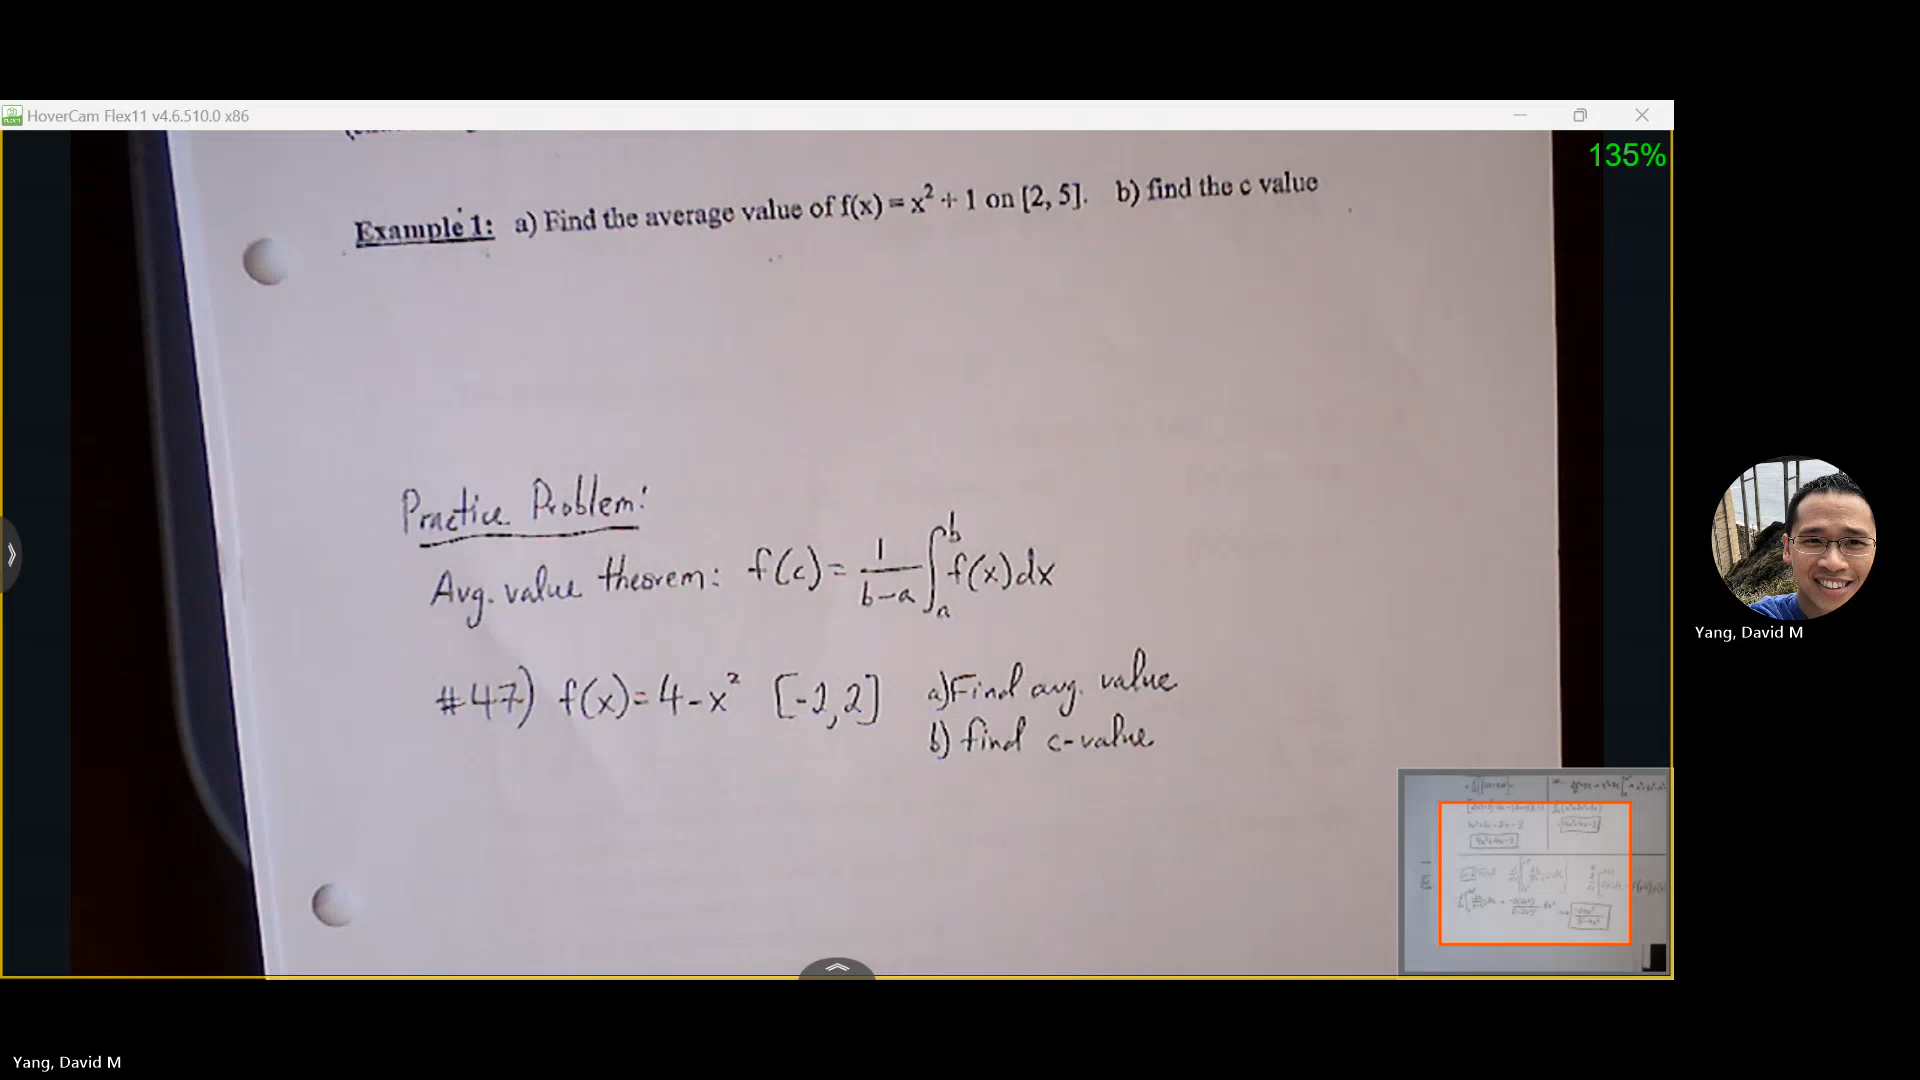 HoverCam Flex11 v4.6.510.0 x86
135%
Example 1: a) Find the average value of f(x) = x² + 1 on [2, 5]. b) find the c value
Practice Problem:
Avg. value theorem: f(c) = 1/(b-a) ∫_a^b f(x)dx
#47) f(x) = 4 - x² [-2, 2] a) Find avg. value
b) find c-value
Yang, David M
Yang, David M